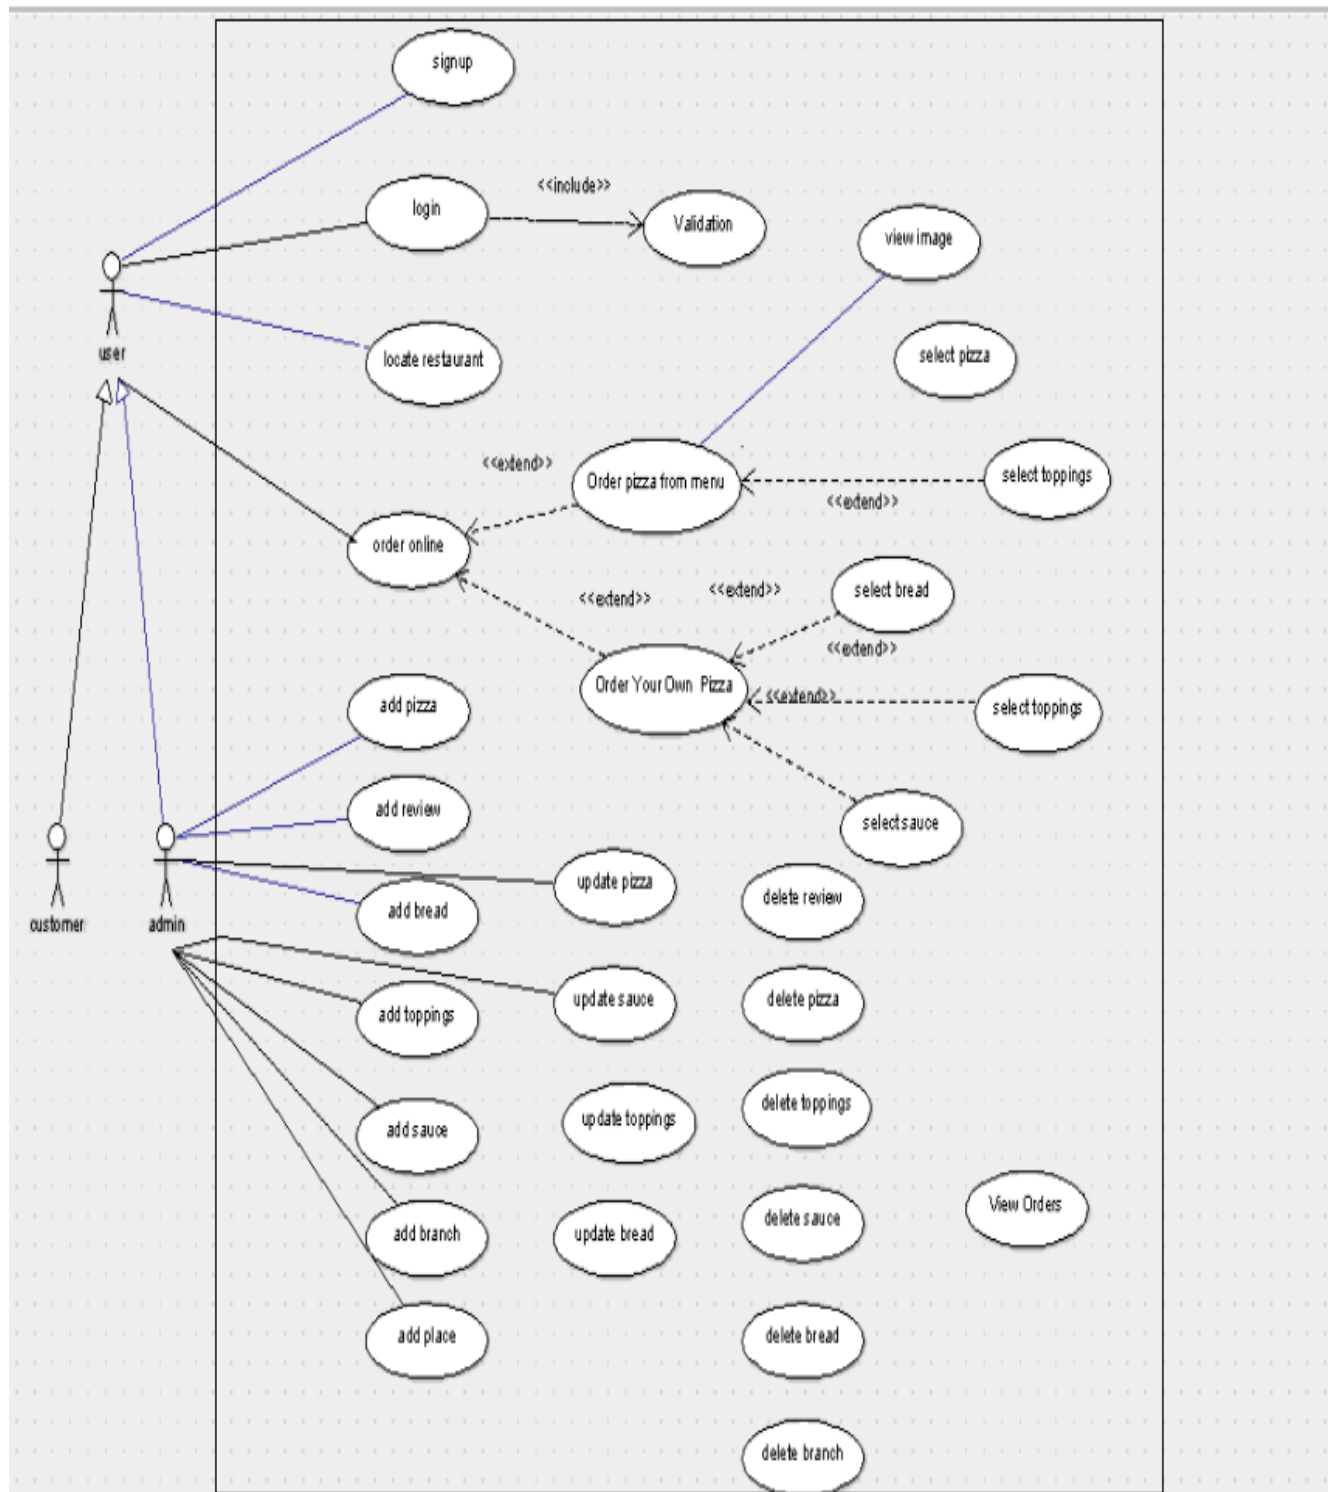 signup
<<include>>
login
Validation
view image
user
locate restaurant
select pizza
<<extend>>
Order pizza from menu
select toppings
<<extend>>
order online
<<extend>>
<<extend>>
select bread
<<extend>>
Order Your Own Pizza
<<extend>>
select toppings
add pizza
add review
select sauce
customer
admin
add bread
update pizza
delete review
add toppings
update sauce
delete pizza
add sauce
update toppings
delete toppings
add branch
update bread
delete sauce
View Orders
add place
delete bread
delete branch